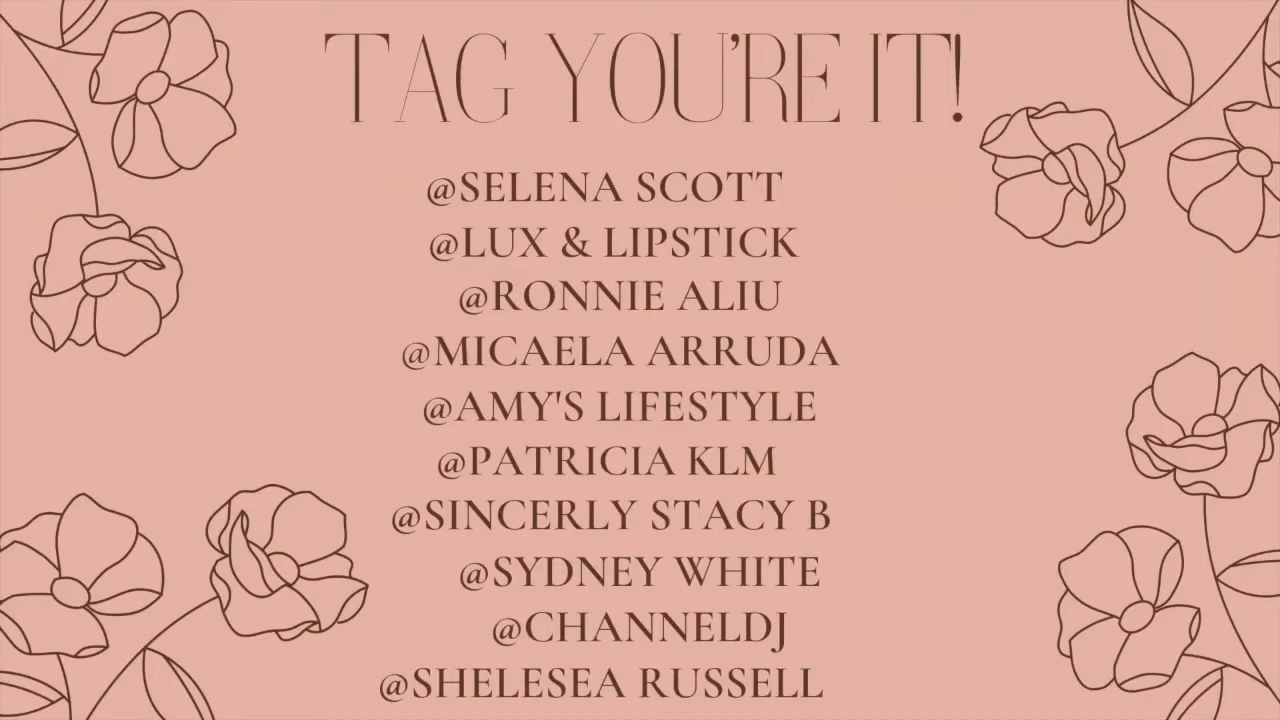 TAG YOU'RE IT!
@SELENA SCOTT
@LUX & LIPSTICK
@RONNIE ALIU
@MICAELA ARRUDA
@AMY'S LIFESTYLE
@PATRICIA KLM
@SINCERLY STACY B
@SYDNEY WHITE
@CHANNELDJ
@SHELESEA RUSSELL